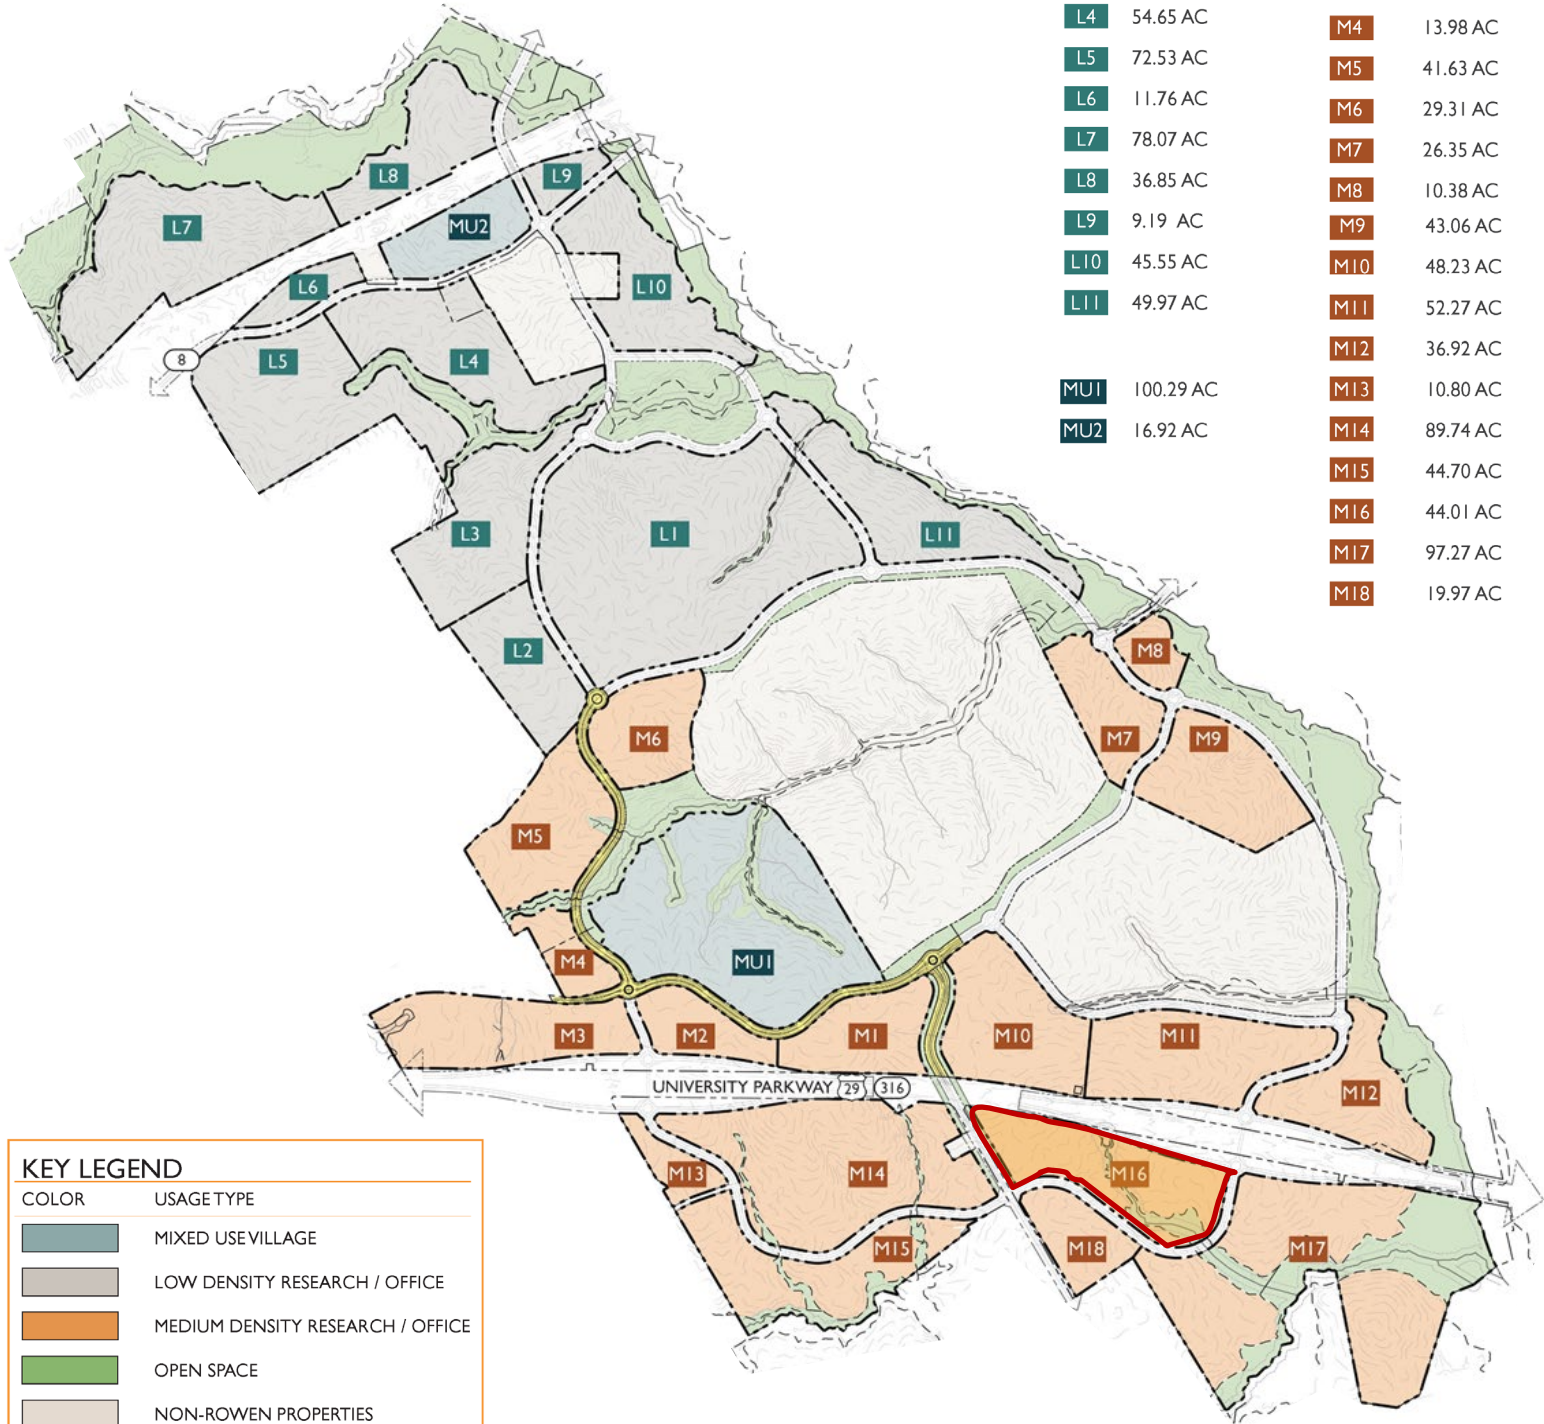 L4 54.65 AC
L5 72.53 AC
L6 11.76 AC
L7 78.07 AC
L8 36.85 AC
L9 9.19 AC
L10 45.55 AC
L11 49.97 AC
MU1 100.29 AC
MU2 16.92 AC
M4 13.98 AC
M5 41.63 AC
M6 29.31 AC
M7 26.35 AC
M8 10.38 AC
M9 43.06 AC
M10 48.23 AC
M11 52.27 AC
M12 36.92 AC
M13 10.80 AC
M14 89.74 AC
M15 44.70 AC
M16 44.01 AC
M17 97.27 AC
M18 19.97 AC
L8
L9
L7
MU2
L6
L10
8
L5
L4
L3
L1
L11
L2
M8
M6
M7
M9
M5
M4
MU1
M3
M2
M1
M10
M11
UNIVERSITY PARKWAY 29 316
M12
M13
M14
M16
M15
M18
M17
KEY LEGEND
COLOR USAGE TYPE
MIXED USE VILLAGE
LOW DENSITY RESEARCH / OFFICE
MEDIUM DENSITY RESEARCH / OFFICE
OPEN SPACE
NON-ROWEN PROPERTIES